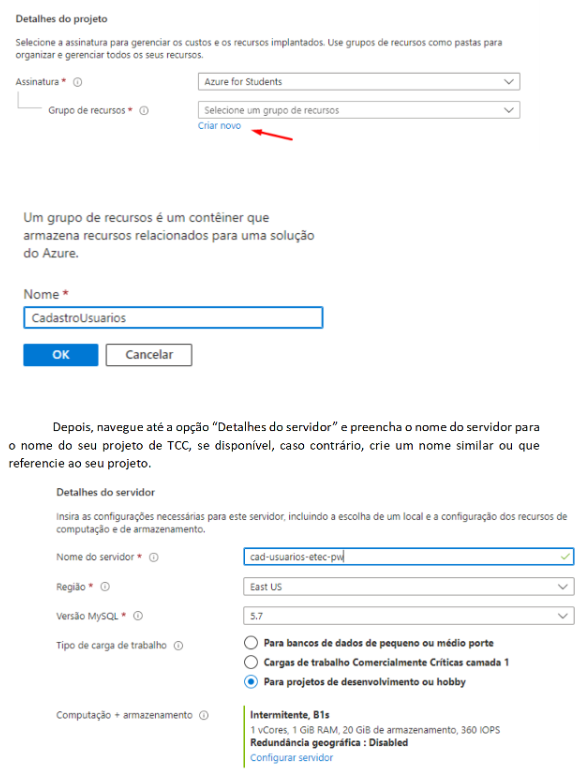 Detalhes do projeto
Selecione a assinatura para gerenciar os custos e os recursos implantados. Use grupos de recursos como pastas para
organizar e gerenciar todos os seus recursos.
Assinatura * Azure for Students
Grupo de recursos * Selecione um grupo de recursos
Criar novo
Um grupo de recursos é um contêiner que
armazena recursos relacionados para uma solução
do Azure.
Nome *
CadastroUsuarios
OK Cancelar
Depois, navegue até a opção “Detalhes do servidor” e preencha o nome do servidor para
o nome do seu projeto de TCC, se disponível, caso contrário, crie um nome similar ou que
referencie ao seu projeto.
Detalhes do servidor
Insira as configurações necessárias para este servidor, incluindo a escolha de um local e a configuração dos recursos de
computação e de armazenamento.
Nome do servidor * cad-usuarios-etec-pw
Região * East US
Versão MySQL * 5.7
Tipo de carga de trabalho Para bancos de dados de pequeno ou médio porte
Cargas de trabalho Comercialmente Críticas camada 1
Para projetos de desenvolvimento ou hobby
Computação + armazenamento Intermitente, B1s
1 vCores, 1 GiB RAM, 20 GiB de armazenamento, 360 IOPS
Redundância geográfica : Disabled
Configurar servidor